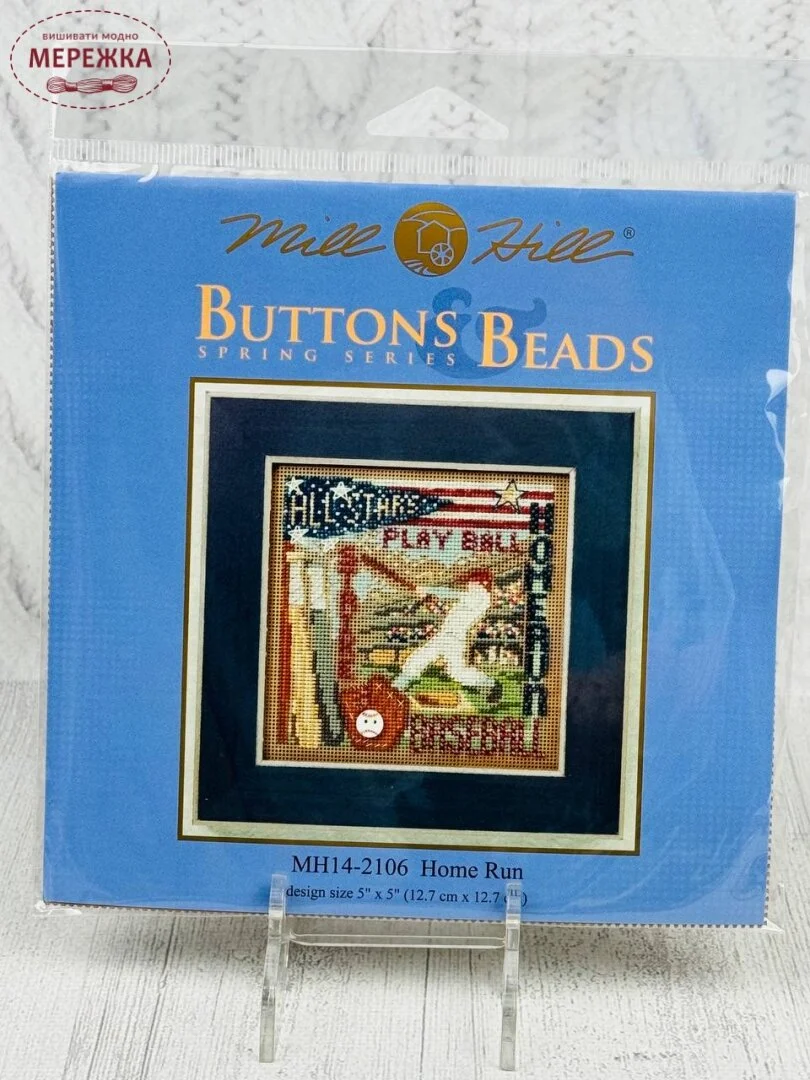 вишивати модно
МЕРЕЖКА
Mill Hill®
BUTTONS & BEADS
SPRING SERIES
ALL STARS
PLAY BALL
HOME RUN
BASEBALL
MH14-2106 Home Run
design size 5" x 5" (12.7 cm x 12.7